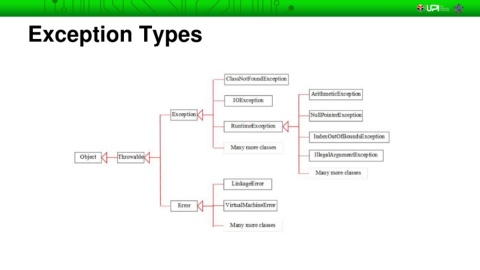 UPI
Exception Types
ClassNotFoundException
ArithmeticException
IOException
Exception
NullPointerException
RuntimeException
IndexOutOfBoundsException
Many more classes
IllegalArgumentException
Object
Throwable
Many more classes
LinkageError
Error
VirtualMachineError
Many more classes